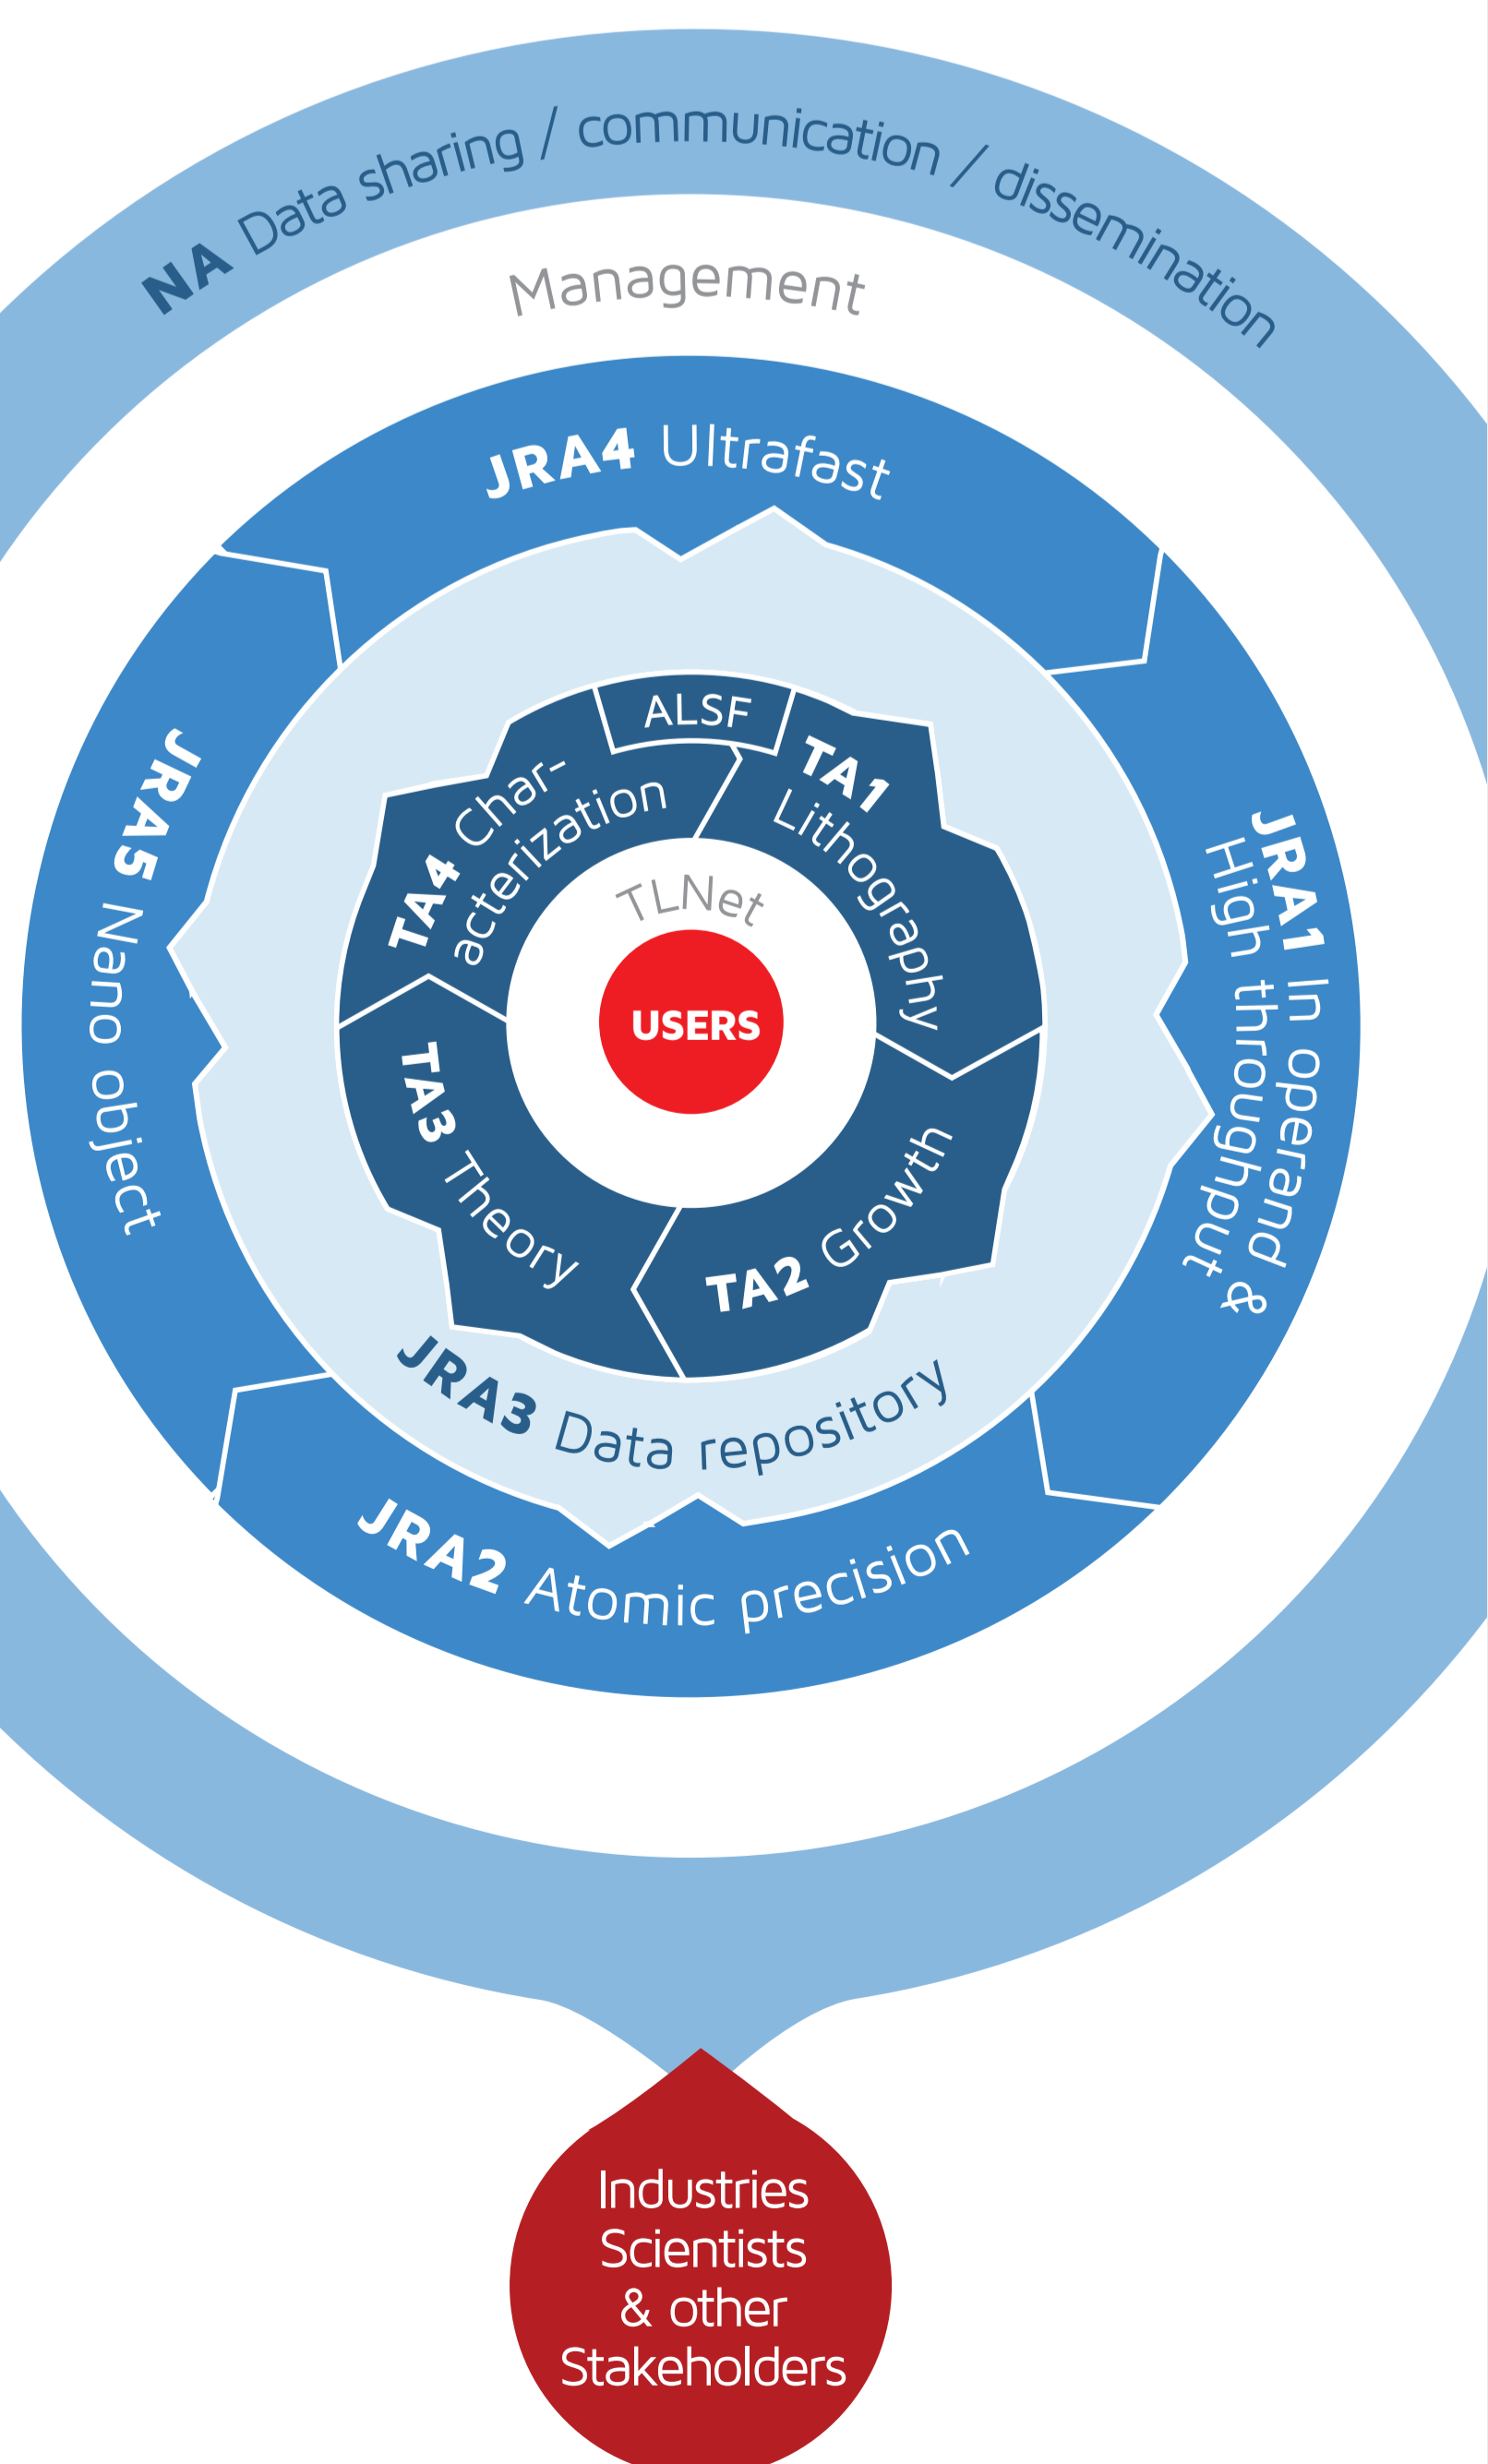 NA Data sharing / communication / dissemination
Management
JRA4 Ultrafast
JRA1 In operando &
High throughput
JRA2 Atomic precision
JRA5 Nano object
JRA3 Data repository
ALSF
TA1
Lithography
TA2 Growth
TA3 Theory
TA4 Char-
acterization
TLNet
USERS
Industries
Scientists
& other
Stakeholders